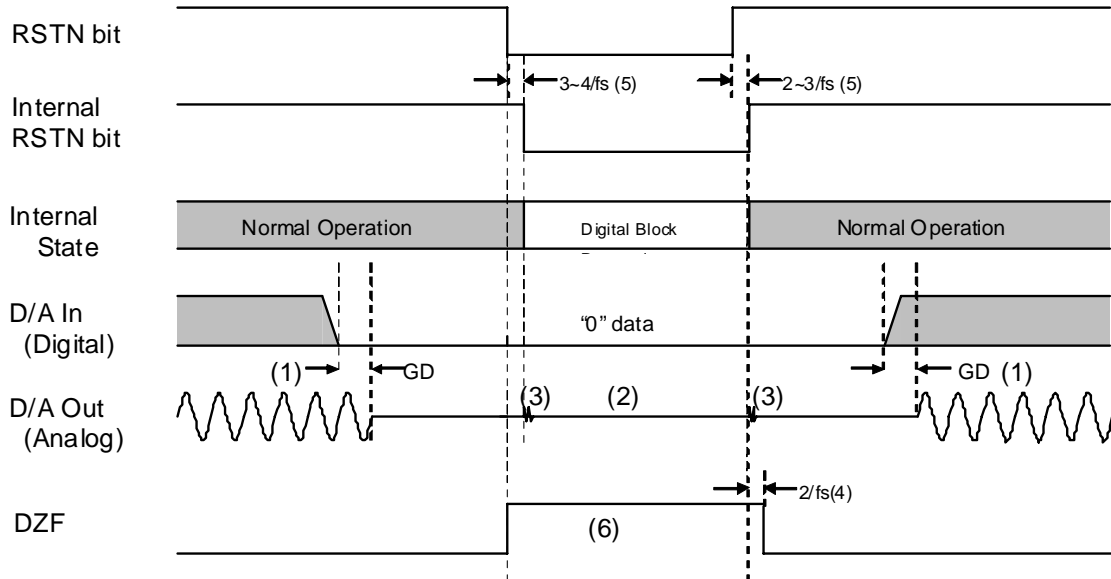 RSTN bit
3~4/fs (5)
2~3/fs (5)
Internal
RSTN bit
Internal
State
Normal Operation
Digital Block
Normal Operation
D/A In
(Digital)
“0” data
(1)
GD
GD (1)
D/A Out
(Analog)
(3)
(2)
(3)
2/fs(4)
DZF
(6)